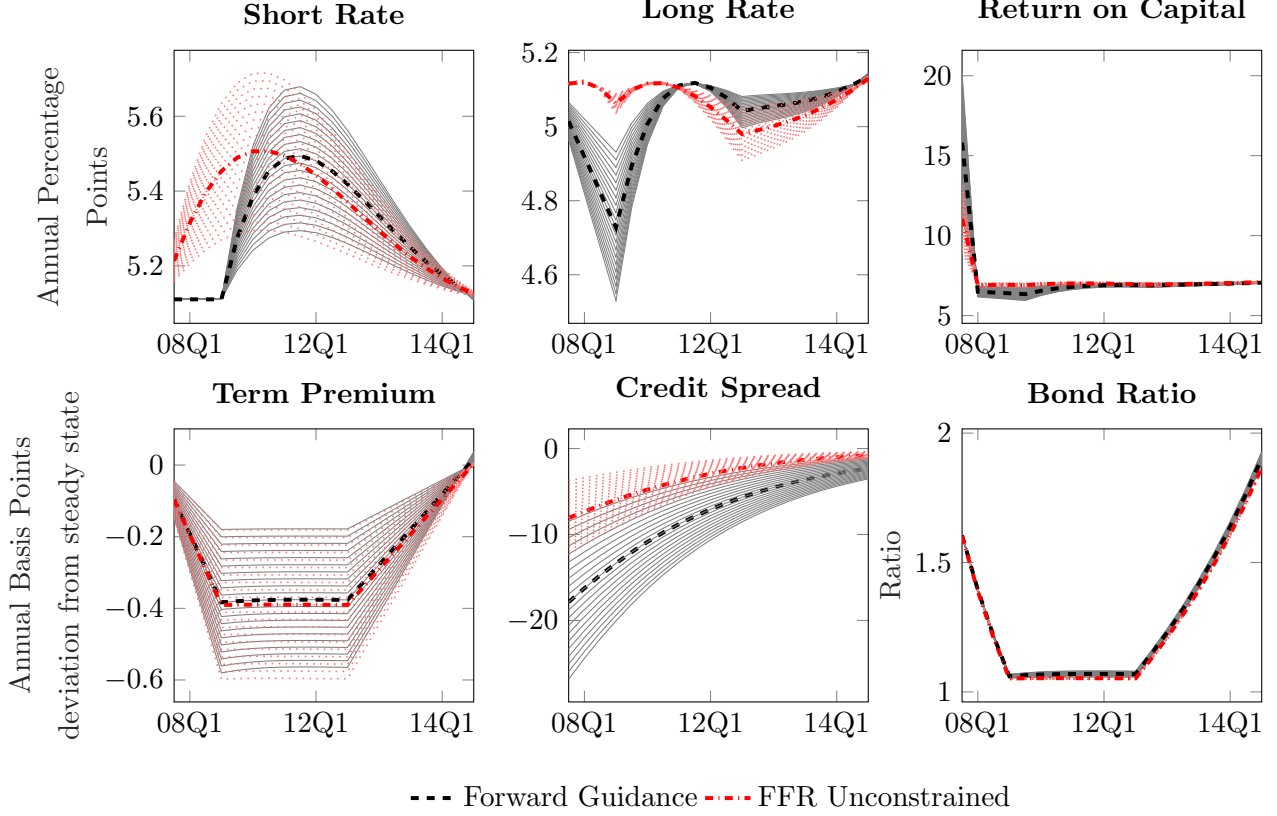 Short Rate
Long Rate
Return on Capital
Annual Percentage
Points
5.6
5.4
5.2
08Q1 12Q1 14Q1
5.2
5
4.8
4.6
08Q1 12Q1 14Q1
20
15
10
5
08Q1 12Q1 14Q1
Term Premium
Credit Spread
Bond Ratio
Annual Basis Points
deviation from steady state
0
−0.2
−0.4
−0.6
08Q1 12Q1 14Q1
0
−10
−20
08Q1 12Q1 14Q1
Ratio
2
1.5
1
08Q1 12Q1 14Q1
Forward Guidance FFR Unconstrained